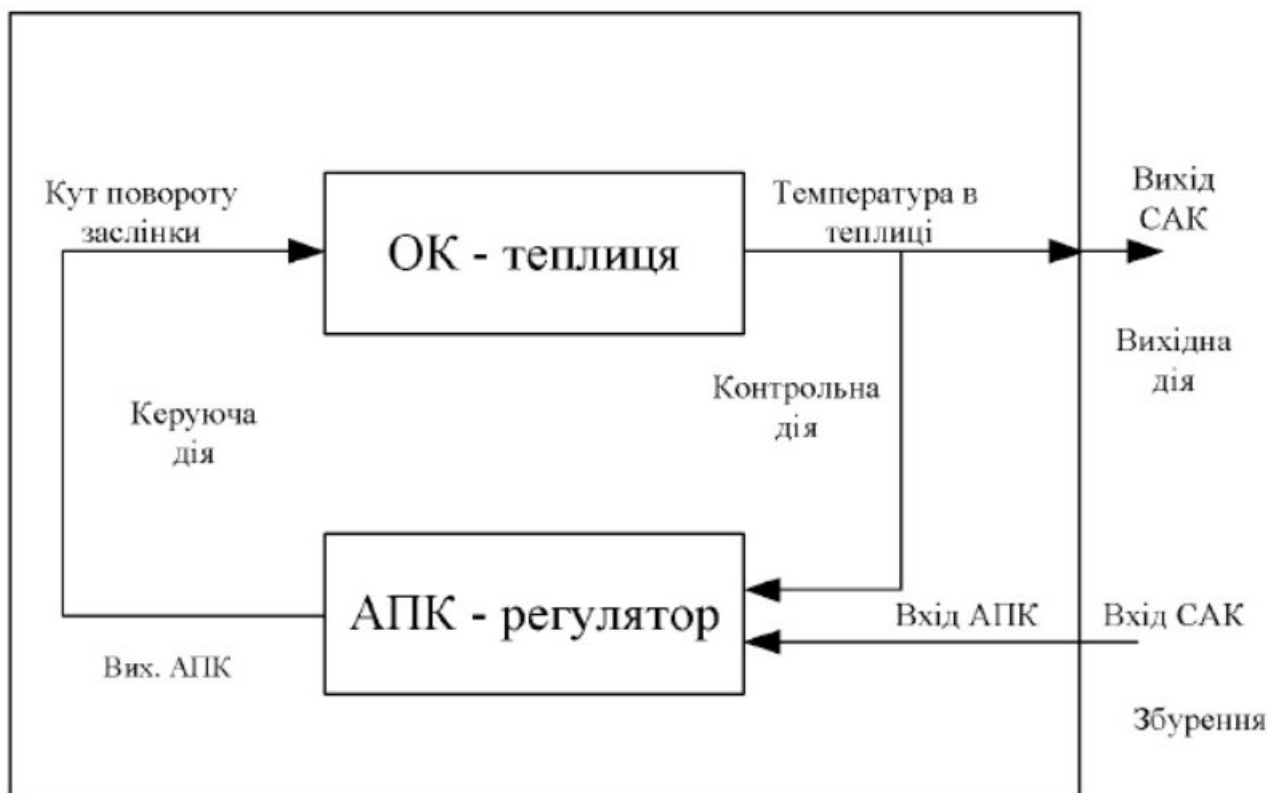 Кут повороту
заслінки
ОК - теплиця
Температура в
теплиці
Вихід
САК
Вихідна
дія
Керуюча
дія
Контрольна
дія
АПК - регулятор
Вхід АПК
Вхід САК
Вих. АПК
Збурення